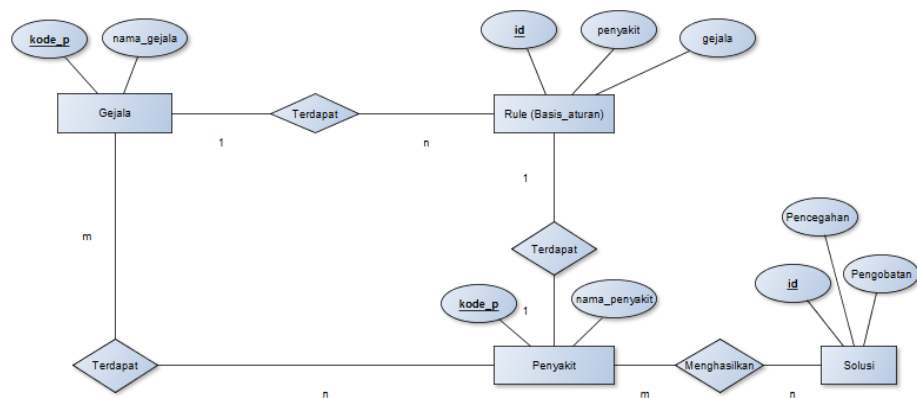 kode_p
nama_gejala
id
penyakit
gejala
Gejala
Terdapat
Rule (Basis_aturan)
1
n
1
m
Pencegahan
Terdapat
Pengobatan
id
kode_p
nama_penyakit
1
Terdapat
Penyakit
Menghasilkan
Solusi
n
m
n